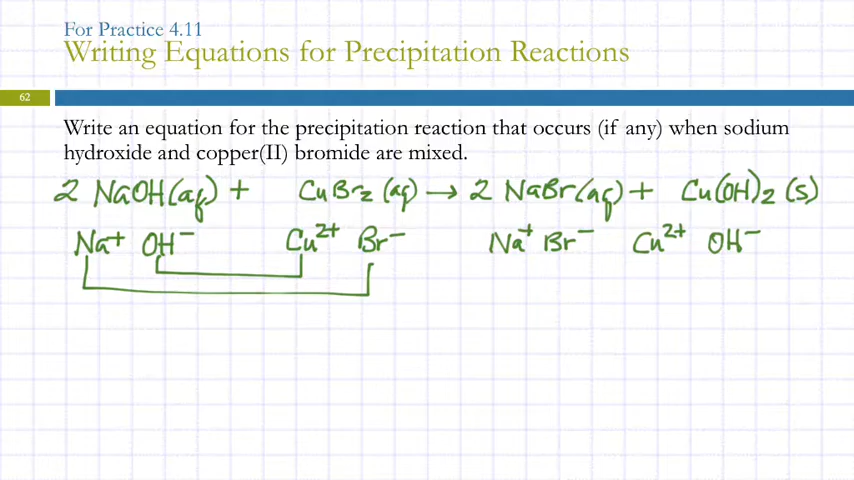 For Practice 4.11
Writing Equations for Precipitation Reactions
62
Write an equation for the precipitation reaction that occurs (if any) when sodium
hydroxide and copper(II) bromide are mixed.
2 NaOH(aq) + CuBr₂ (aq) → 2 NaBr(aq) + Cu(OH)₂ (s)
Na⁺ OH⁻ Cu²⁺ Br⁻ Na⁺ Br⁻ Cu²⁺ OH⁻